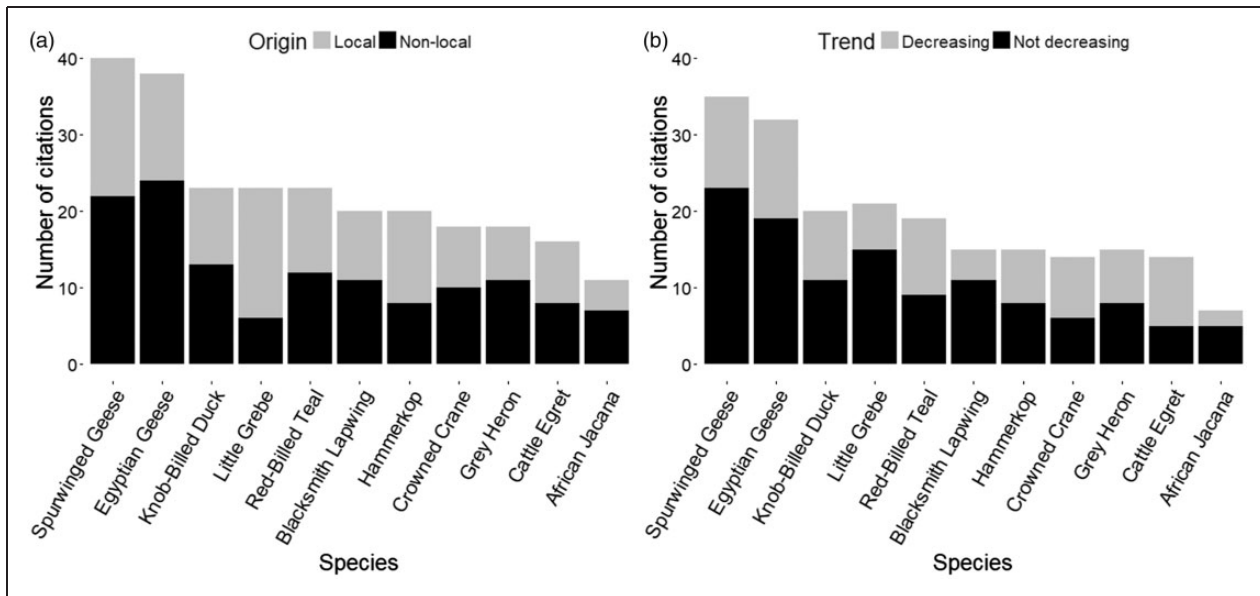 (a)
Origin Local Non-local
Number of citations
40
30
20
10
0
Spurwinged Geese
Egyptian Geese
Knob-Billed Duck
Little Grebe
Red-Billed Teal
Blacksmith Lapwing
Hammerkop
Crowned Crane
Grey Heron
Cattle Egret
African Jacana
Species
(b)
Trend Decreasing Not decreasing
Number of citations
40
30
20
10
0
Spurwinged Geese
Egyptian Geese
Knob-Billed Duck
Little Grebe
Red-Billed Teal
Blacksmith Lapwing
Hammerkop
Crowned Crane
Grey Heron
Cattle Egret
African Jacana
Species